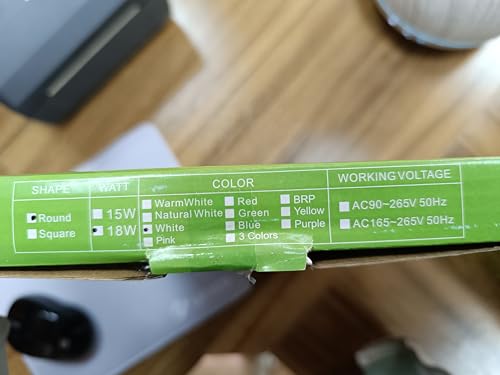 SHAPE WATT COLOR WORKING VOLTAGE
Round 15W WarmWhite Red BRP AC90~265V 50Hz
Square 18W Natural White Green Yellow AC165~265V 50Hz
White Blue Purple
Pink 3 Colors